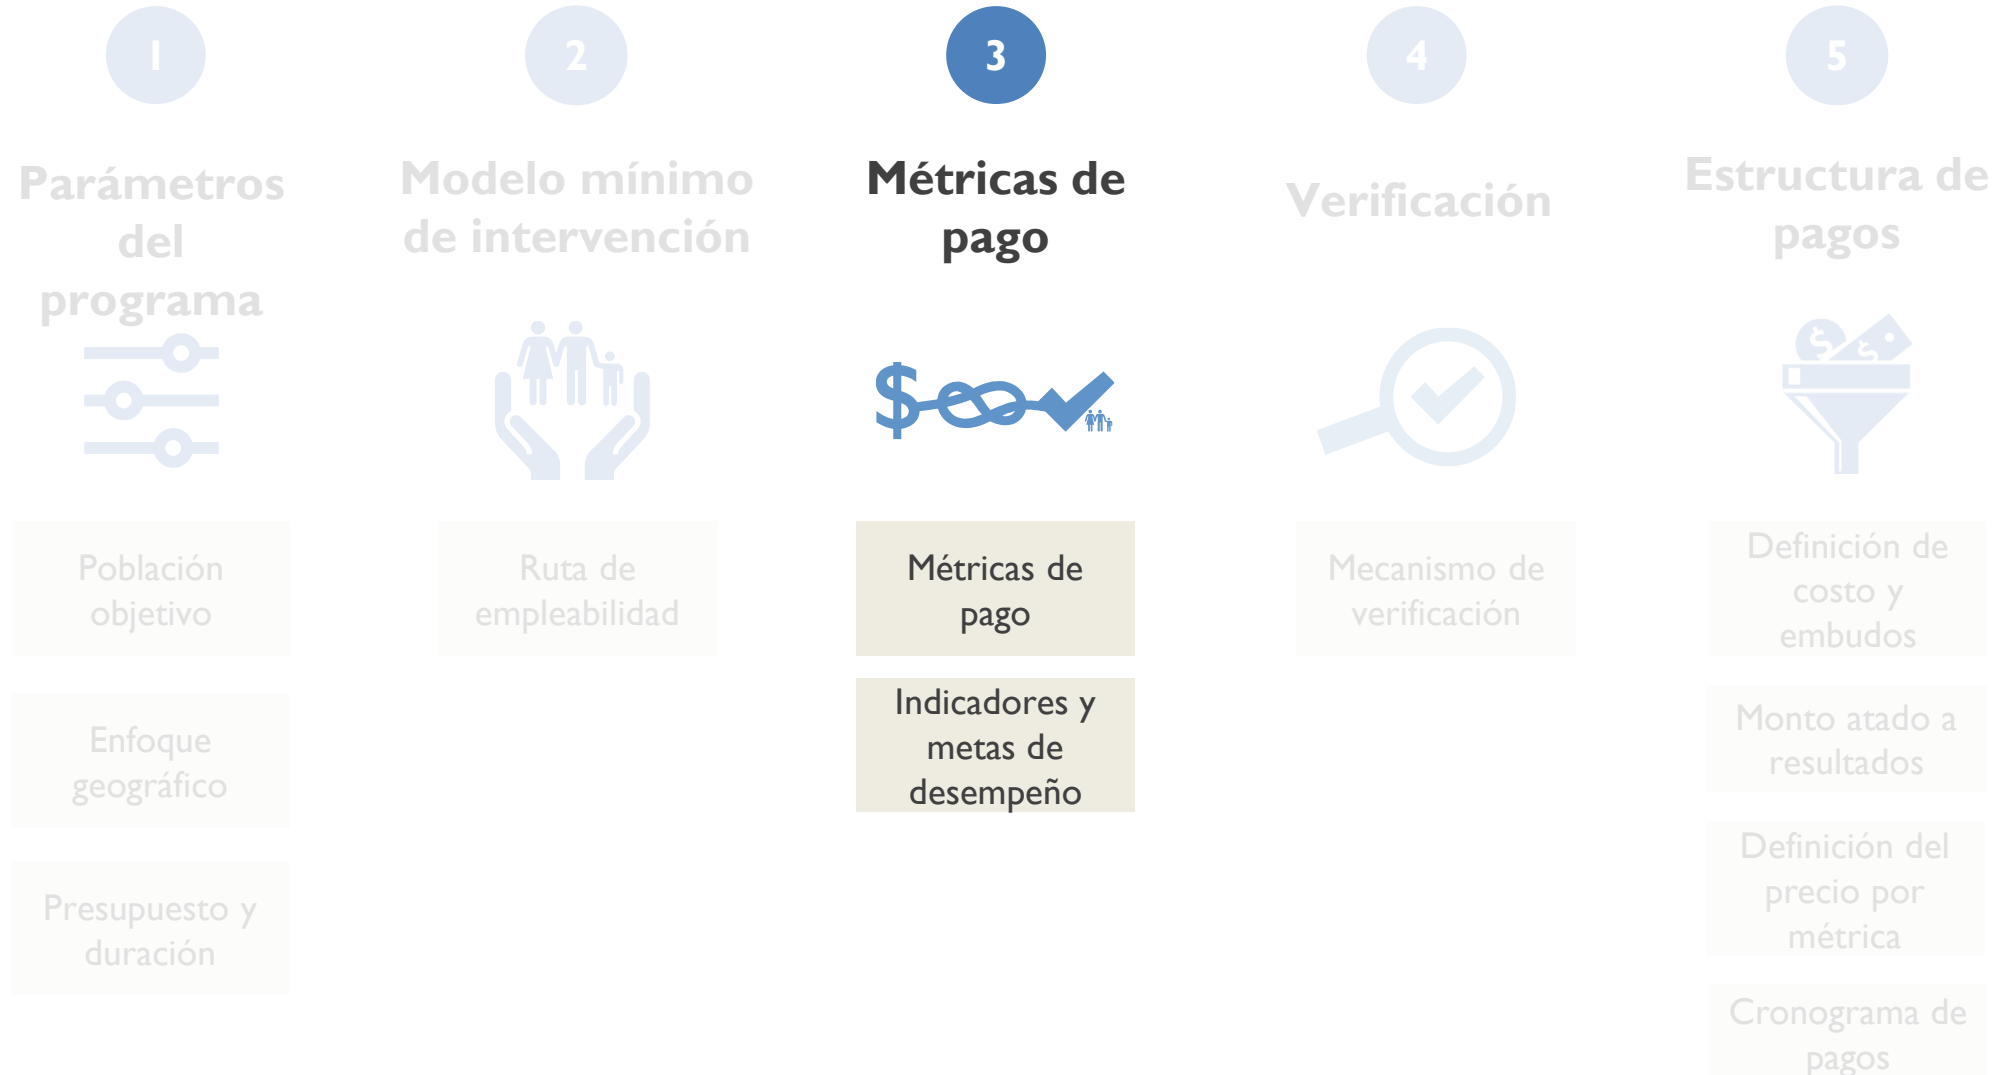 1
Parámetros
del
programa
Población
objetivo
Enfoque
geográfico
Presupuesto y
duración
2
Modelo mínimo
de intervención
Ruta de
empleabilidad
3
Métricas de
pago
$
Métricas de
pago
Indicadores y
metas de
desempeño
4
Verificación
Mecanismo de
verificación
5
Estructura de
pagos
$
$
Definición de
costo y
embudos
Monto atado a
resultados
Definición del
precio por
métrica
Cronograma de
pagos